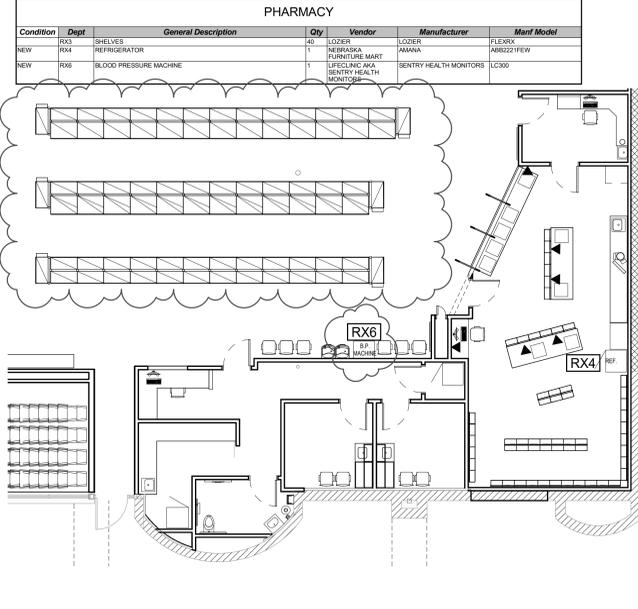 PHARMACY
Condition Dept General Description Qty Vendor Manufacturer Manf Model
RX3 SHELVES 40 LOZIER LOZIER FLEXRX
NEW RX4 REFRIGERATOR 1 NEBRASKA FURNITURE MART AMANA ABB2221FEW
NEW RX6 BLOOD PRESSURE MACHINE 1 LIFECLINIC AKA SENTRY HEALTH MONITORS SENTRY HEALTH MONITORS LC300
RX6
B.P.
MACHINE
RX4
REF.